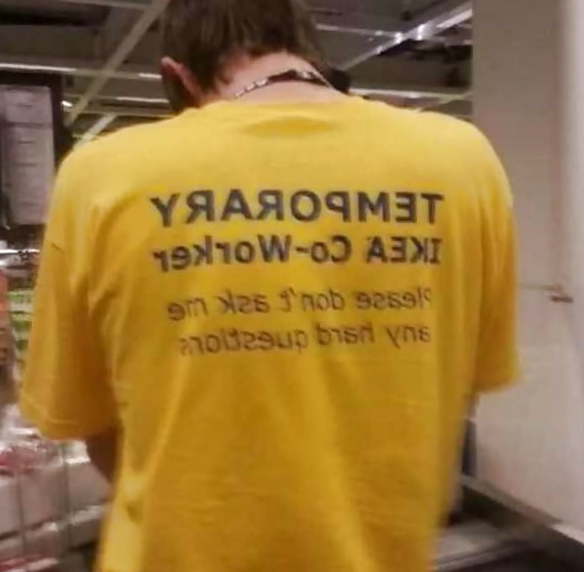 TEMPORARY
IKEA Co-Worker
Please don't ask me
any hard questions